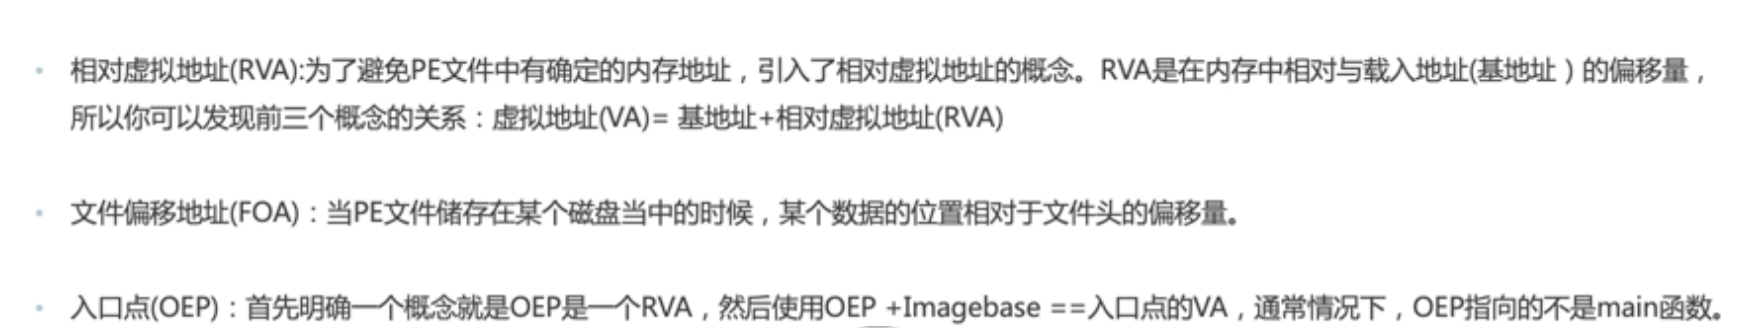 • 相对虚拟地址(RVA):为了避免PE文件中有确定的内存地址，引入了相对虚拟地址的概念。RVA是在内存中相对与载入地址(基地址）的偏移量，
所以你可以发现前三个概念的关系：虚拟地址(VA)= 基地址+相对虚拟地址(RVA)
• 文件偏移地址(FOA)：当PE文件储存在某个磁盘当中的时候，某个数据的位置相对于文件头的偏移量。
• 入口点(OEP)：首先明确一个概念就是OEP是一个RVA，然后使用OEP +Imagebase ==入口点的VA，通常情况下，OEP指向的不是main函数。